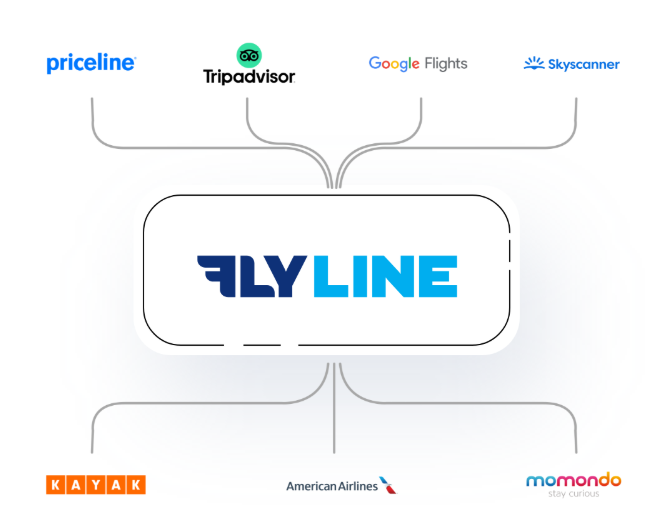 priceline
Tripadvisor
Google Flights
Skyscanner
FLYLINE
KAYAK
American Airlines
momondo
stay curious